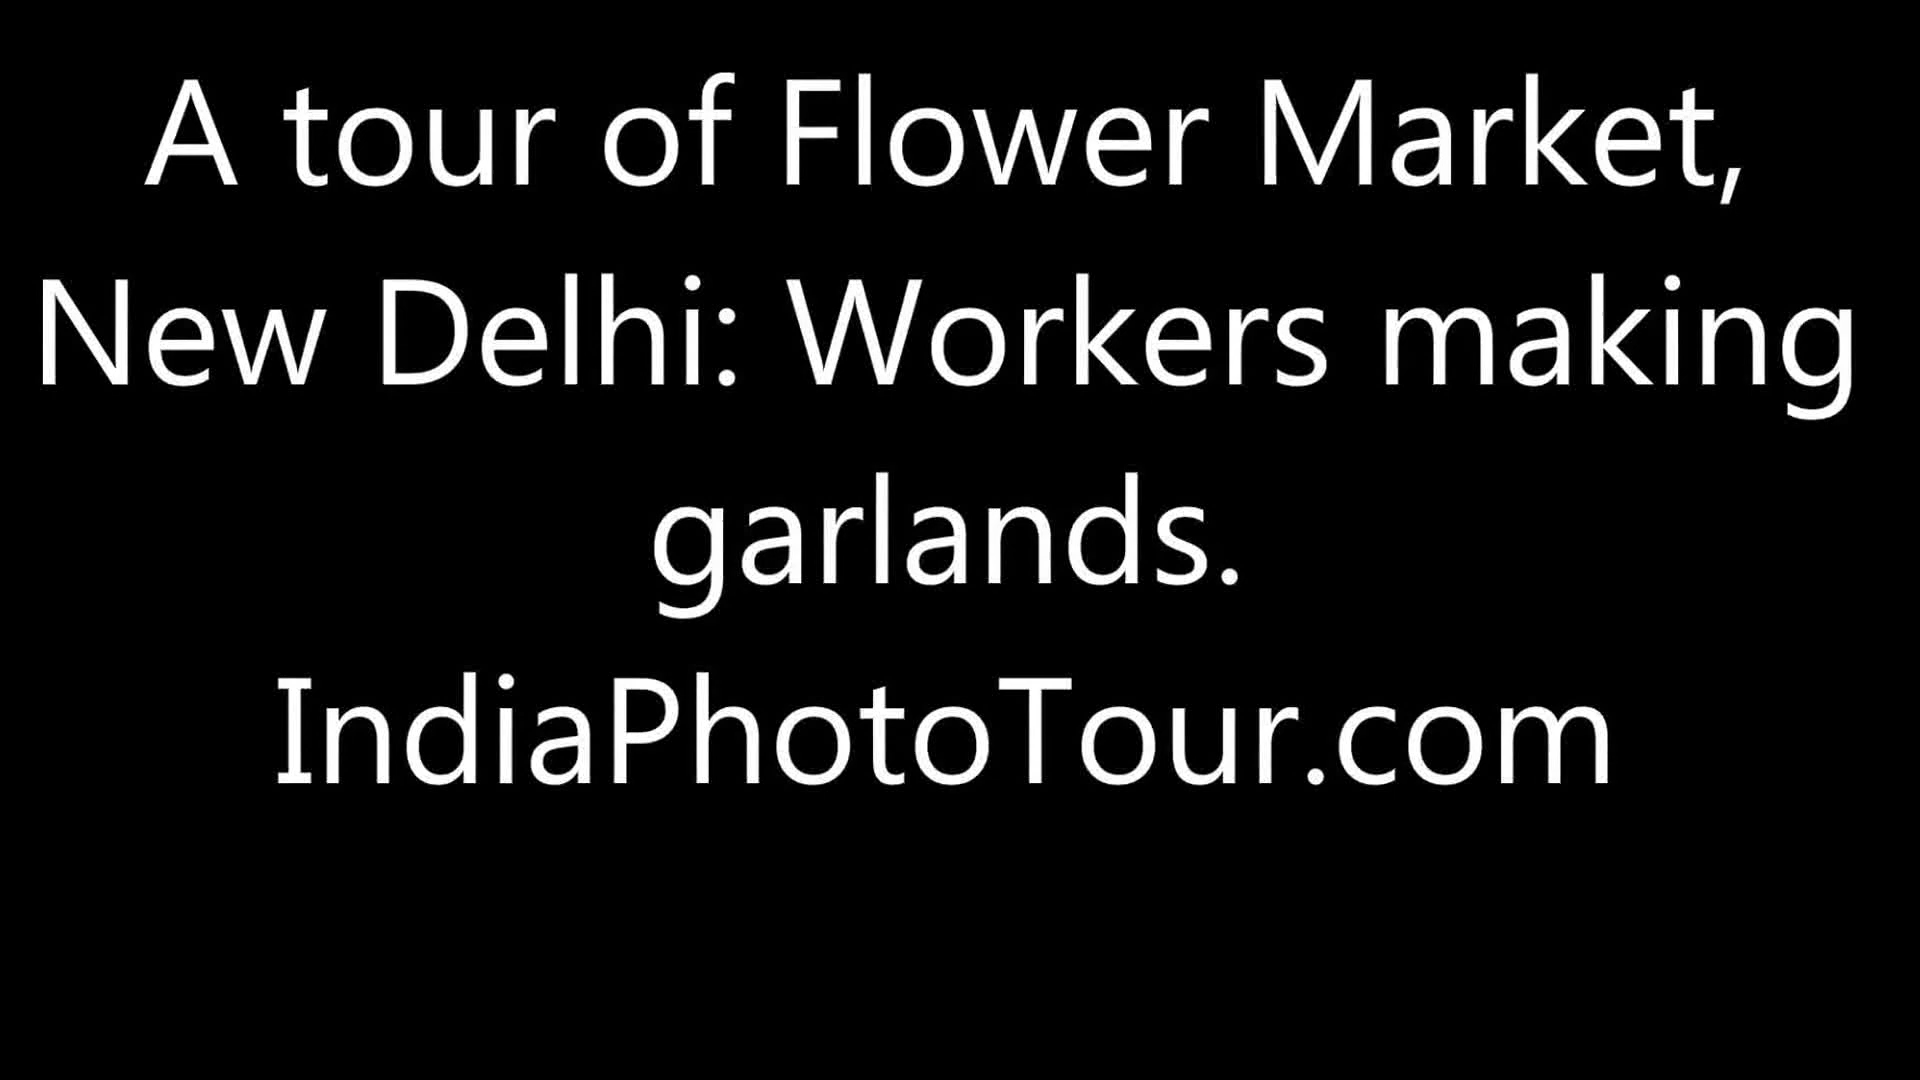 A tour of Flower Market,
New Delhi: Workers making
garlands.
IndiaPhotoTour.com